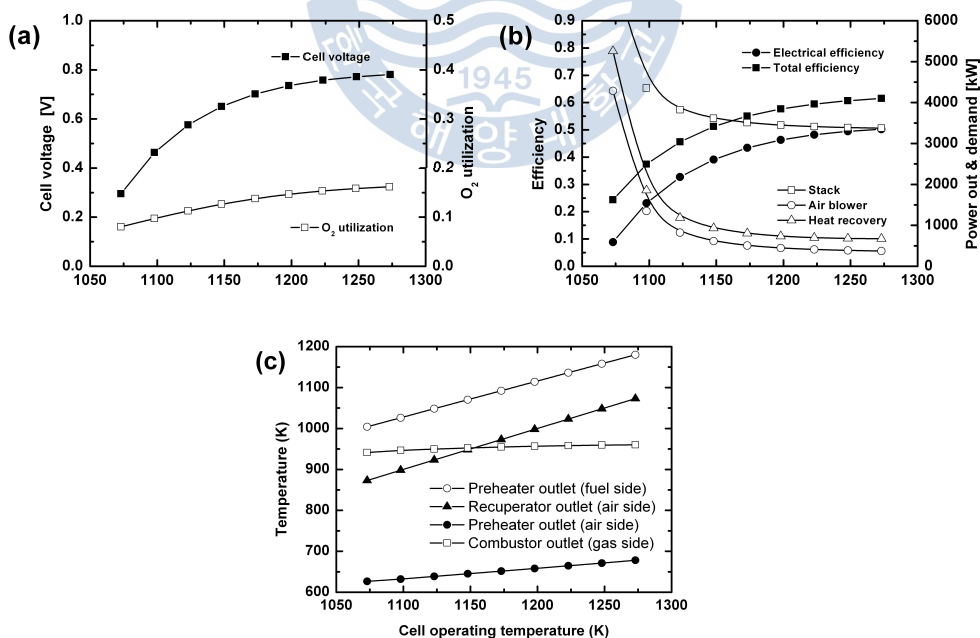 (a)
Cell voltage [V]
1.0
0.8
0.6
0.4
0.2
0.0
Cell voltage
O2 utilization
0.5
0.4
0.3
0.2
0.1
0.0
O2 utilization
1050 1100 1150 1200 1250 1300
1945
해 양 대
(b)
Efficiency
0.9
0.8
0.7
0.6
0.5
0.4
0.3
0.2
0.1
0.0
Electrical efficiency
Total efficiency
Stack
Air blower
Heat recovery
6000
5000
4000
3000
2000
1000
0
Power out & demand [kW]
1050 1100 1150 1200 1250 1300
(c)
Temperature (K)
1200
1100
1000
900
800
700
600
Preheater outlet (fuel side)
Recuperator outlet (air side)
Preheater outlet (air side)
Combustor outlet (gas side)
1050 1100 1150 1200 1250 1300
Cell operating temperature (K)